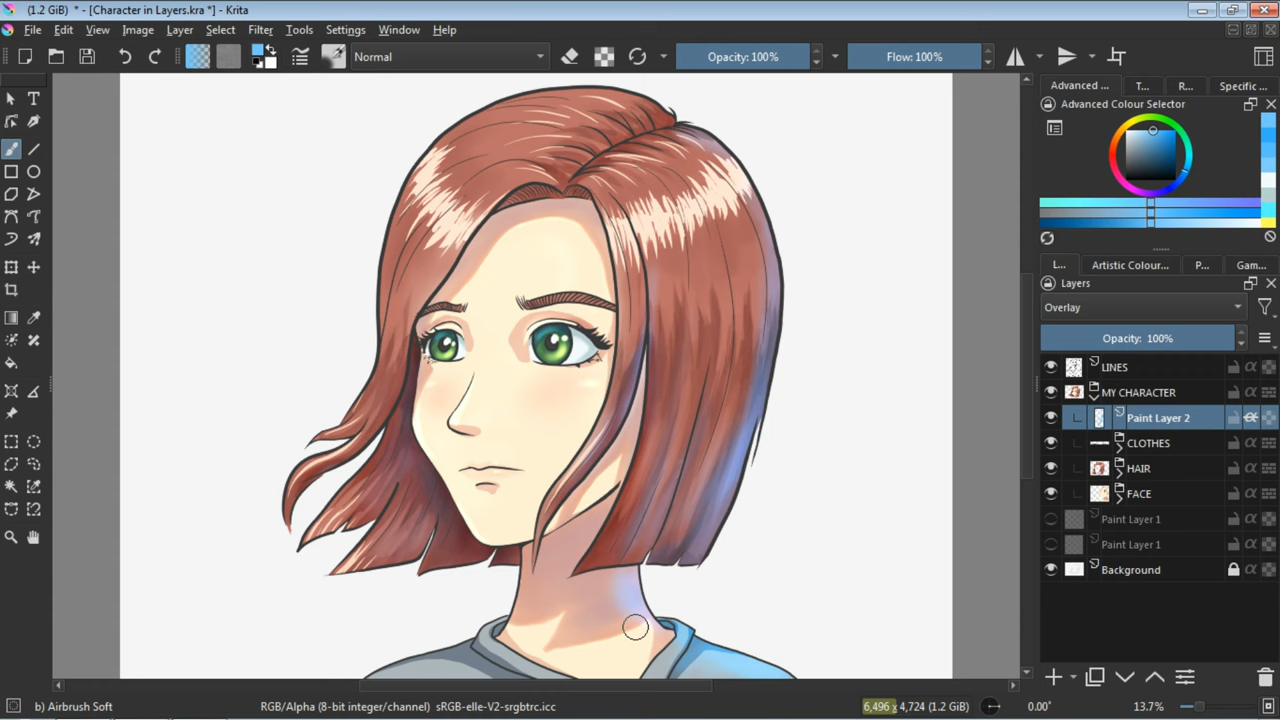 (1.2 GiB) * - [Character in Layers.kra *] - Krita
File Edit View Image Layer Select Filter Tools Settings Window Help
Normal Opacity: 100% Flow: 100%
Advanced ... T... R... Specific ...
Advanced Colour Selector
L... Artistic Colour... P... Gam...
Layers
Overlay
Opacity: 100%
LINES
MY CHARACTER
Paint Layer 2
CLOTHES
HAIR
FACE
Paint Layer 1
Paint Layer 1
Background
b) Airbrush Soft RGB/Alpha (8-bit integer/channel) sRGB-elle-V2-srgbtrc.icc 6,496 x 4,724 (1.2 GiB) 0.00° 13.7%